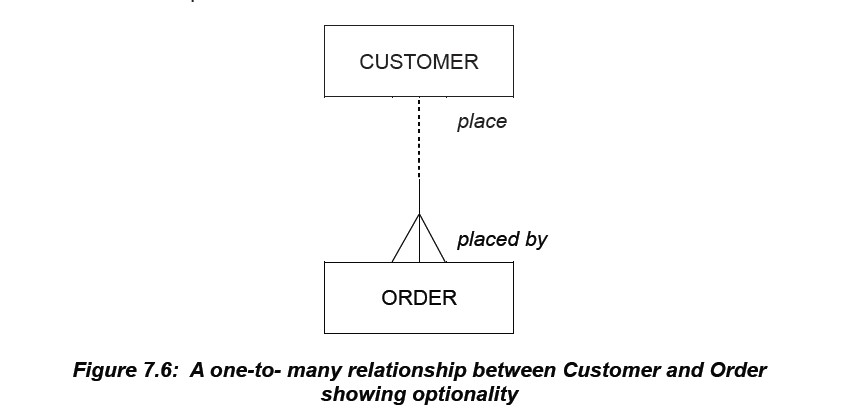 CUSTOMER
place
placed by
ORDER
Figure 7.6: A one-to- many relationship between Customer and Order
showing optionality